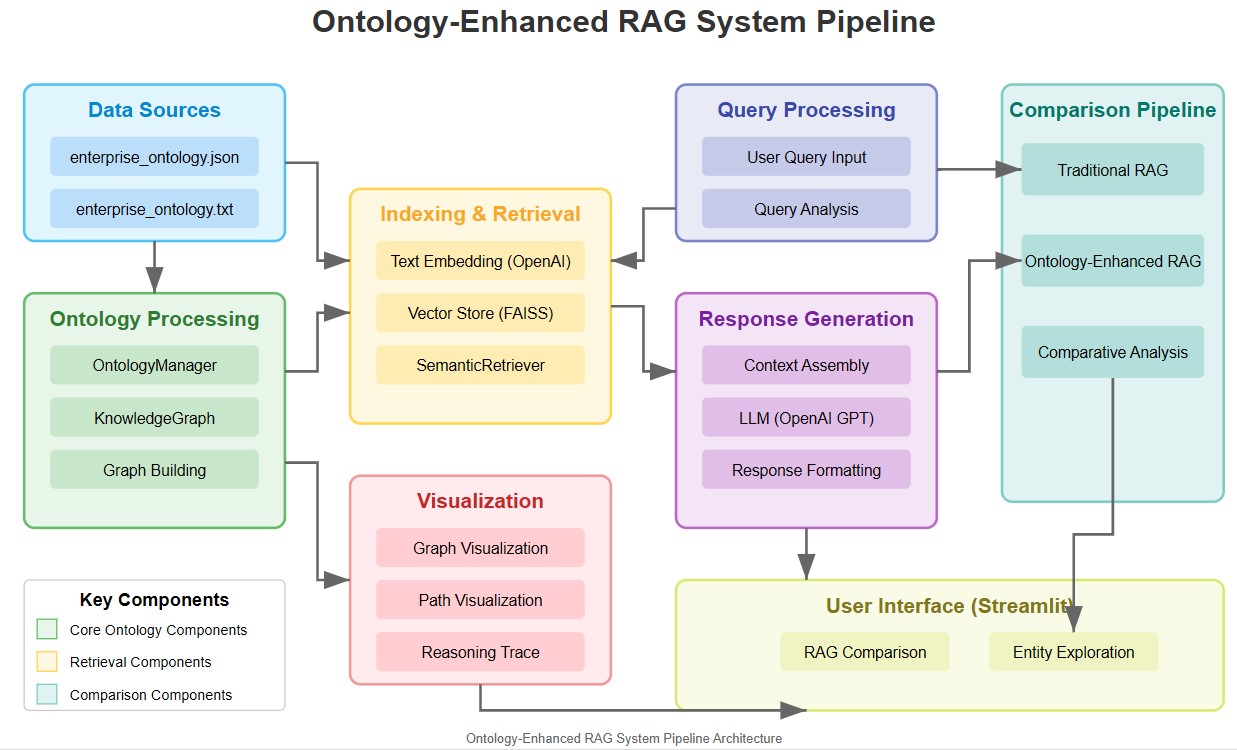 Ontology-Enhanced RAG System Pipeline
Data Sources
enterprise_ontology.json
enterprise_ontology.txt
Ontology Processing
OntologyManager
KnowledgeGraph
Graph Building
Key Components
Core Ontology Components
Retrieval Components
Comparison Components
Indexing & Retrieval
Text Embedding (OpenAI)
Vector Store (FAISS)
SemanticRetriever
Visualization
Graph Visualization
Path Visualization
Reasoning Trace
Query Processing
User Query Input
Query Analysis
Response Generation
Context Assembly
LLM (OpenAI GPT)
Response Formatting
Comparison Pipeline
Traditional RAG
Ontology-Enhanced RAG
Comparative Analysis
User Interface (Streamlit)
RAG Comparison
Entity Exploration
Ontology-Enhanced RAG System Pipeline Architecture